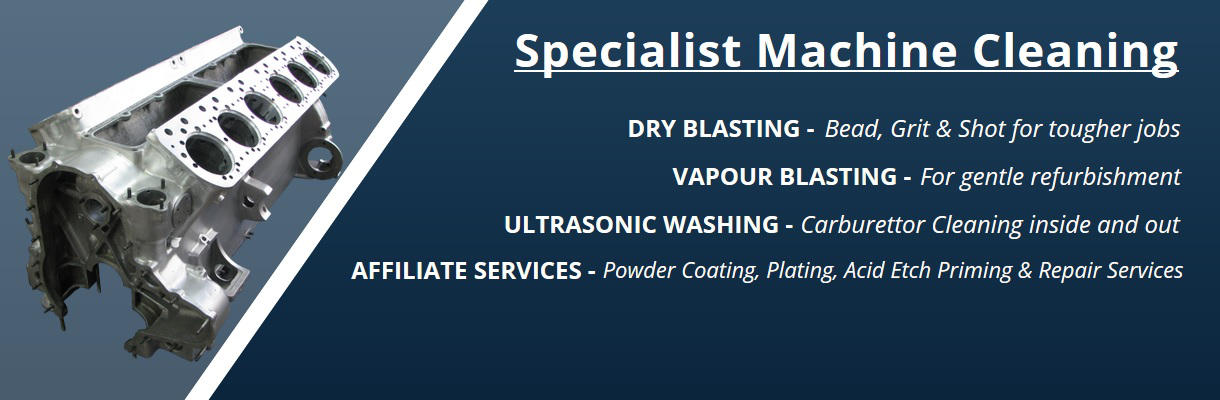 Specialist Machine Cleaning
DRY BLASTING - Bead, Grit & Shot for tougher jobs
VAPOUR BLASTING - For gentle refurbishment
ULTRASONIC WASHING - Carburettor Cleaning inside and out
AFFILIATE SERVICES - Powder Coating, Plating, Acid Etch Priming & Repair Services